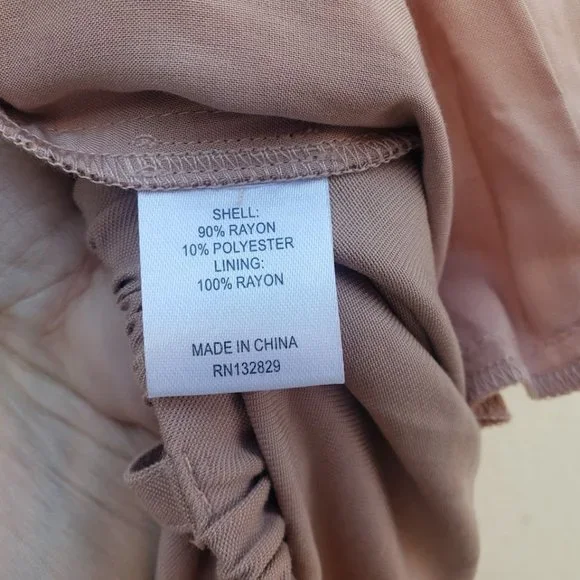 SHELL:
90% RAYON
10% POLYESTER
LINING:
100% RAYON
MADE IN CHINA
RN132829